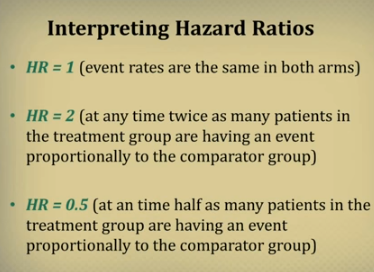 Interpreting Hazard Ratios
• HR = 1 (event rates are the same in both arms)
• HR = 2 (at any time twice as many patients in
the treatment group are having an event
proportionally to the comparator group)
• HR = 0.5 (at an time half as many patients in the
treatment group are having an event
proportionally to the comparator group)